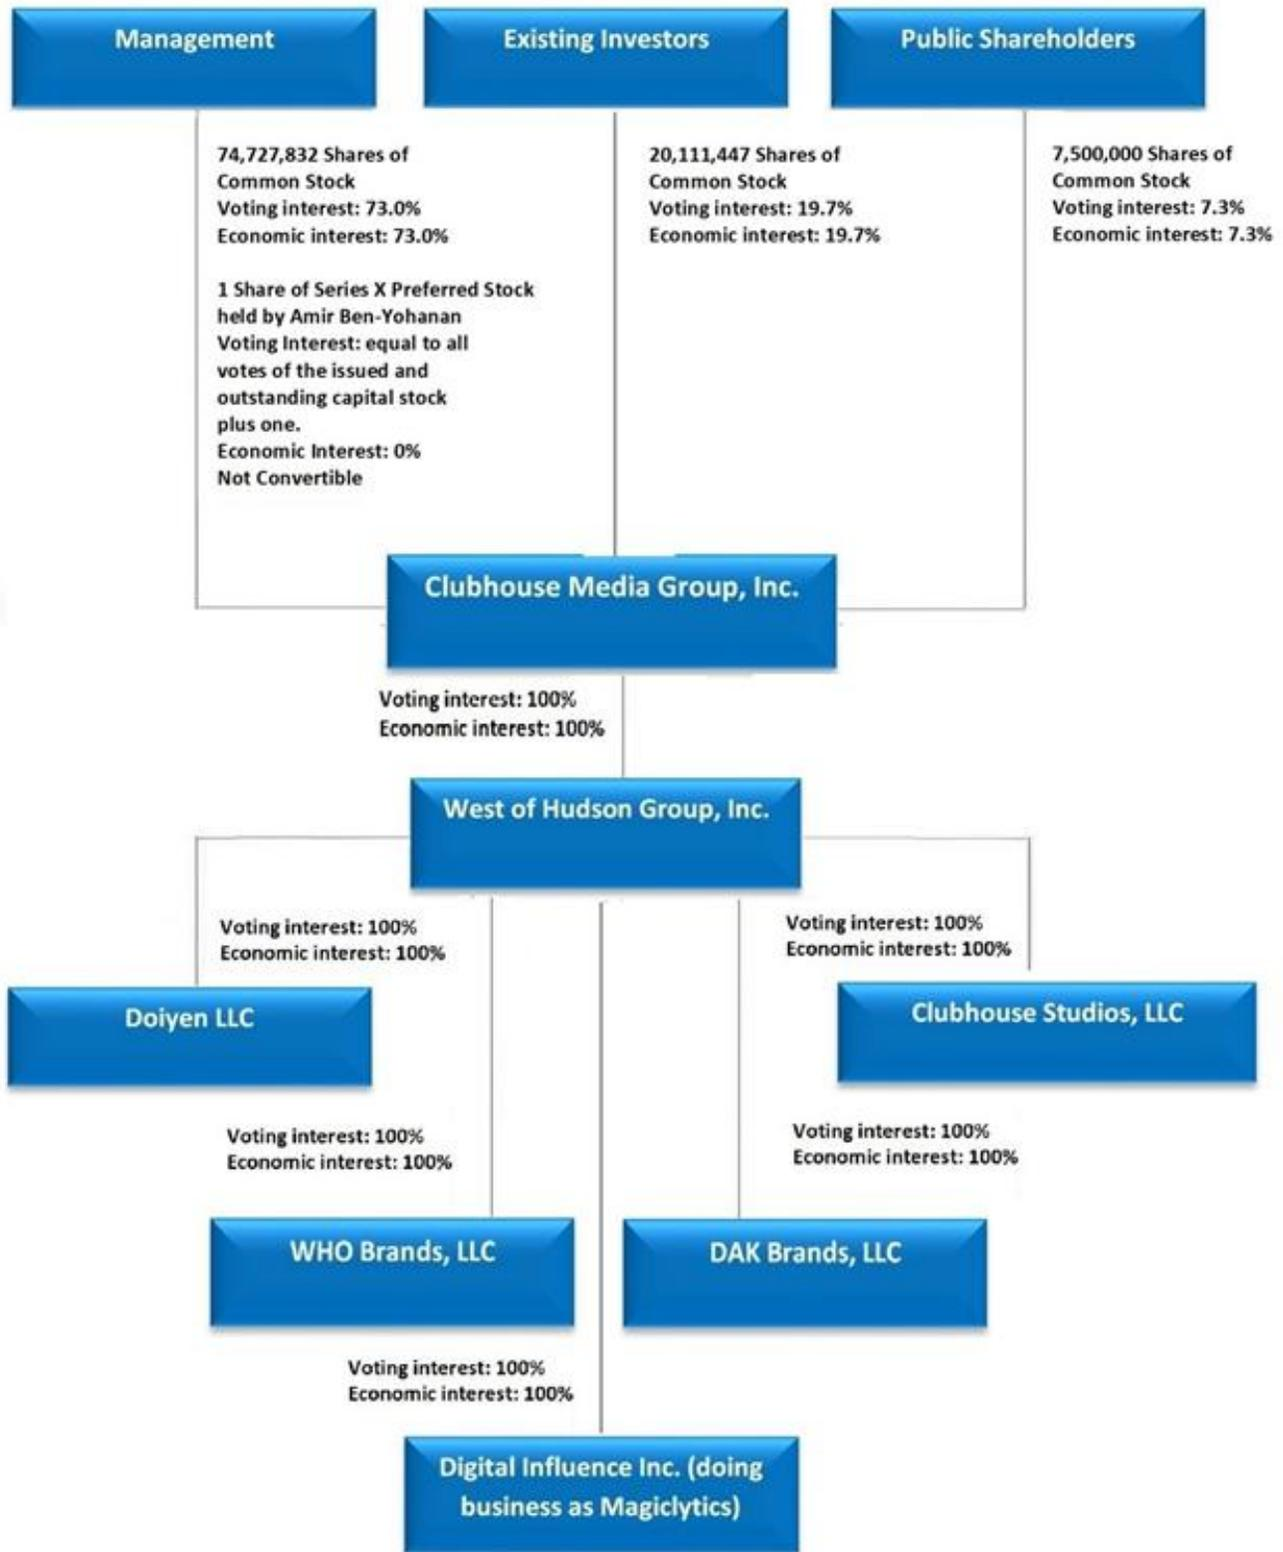 Management
Existing Investors
Public Shareholders
74,727,832 Shares of
Common Stock
Voting interest: 73.0%
Economic interest: 73.0%
1 Share of Series X Preferred Stock
held by Amir Ben-Yohanan
Voting Interest: equal to all
votes of the issued and
outstanding capital stock
plus one.
Economic Interest: 0%
Not Convertible
20,111,447 Shares of
Common Stock
Voting interest: 19.7%
Economic interest: 19.7%
7,500,000 Shares of
Common Stock
Voting interest: 7.3%
Economic interest: 7.3%
Clubhouse Media Group, Inc.
Voting interest: 100%
Economic interest: 100%
West of Hudson Group, Inc.
Voting interest: 100%
Economic interest: 100%
Voting interest: 100%
Economic interest: 100%
Doiyen LLC
Clubhouse Studios, LLC
Voting interest: 100%
Economic interest: 100%
Voting interest: 100%
Economic interest: 100%
WHO Brands, LLC
DAK Brands, LLC
Voting interest: 100%
Economic interest: 100%
Digital Influence Inc. (doing
business as Magiclytics)